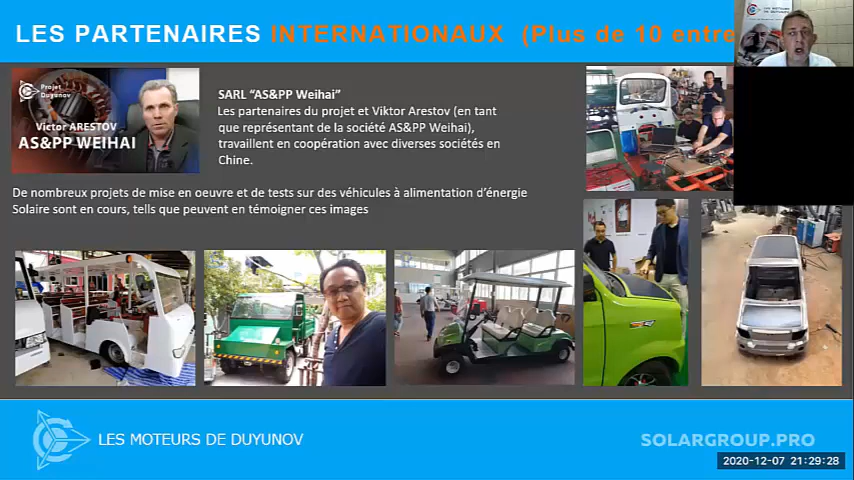 LES PARTENAIRES INTERNATIONAUX (Plus de 10 entre
LES MOTEURS
DE DUYUNOV
Projet
Duyunov
Victor ARESTOV
AS&PP WEIHAI
SARL “AS&PP Weihai”
Les partenaires du projet et Viktor Arestov (en tant
que représentant de la société AS&PP Weihai),
travaillent en coopération avec diverses sociétés en
Chine.
De nombreux projets de mise en oeuvre et de tests sur des véhicules à alimentation d’énergie
Solaire sont en cours, tells que peuvent en témoigner ces images
LES MOTEURS DE DUYUNOV
SOLARGROUP.PRO
2020-12-07 21:29:28